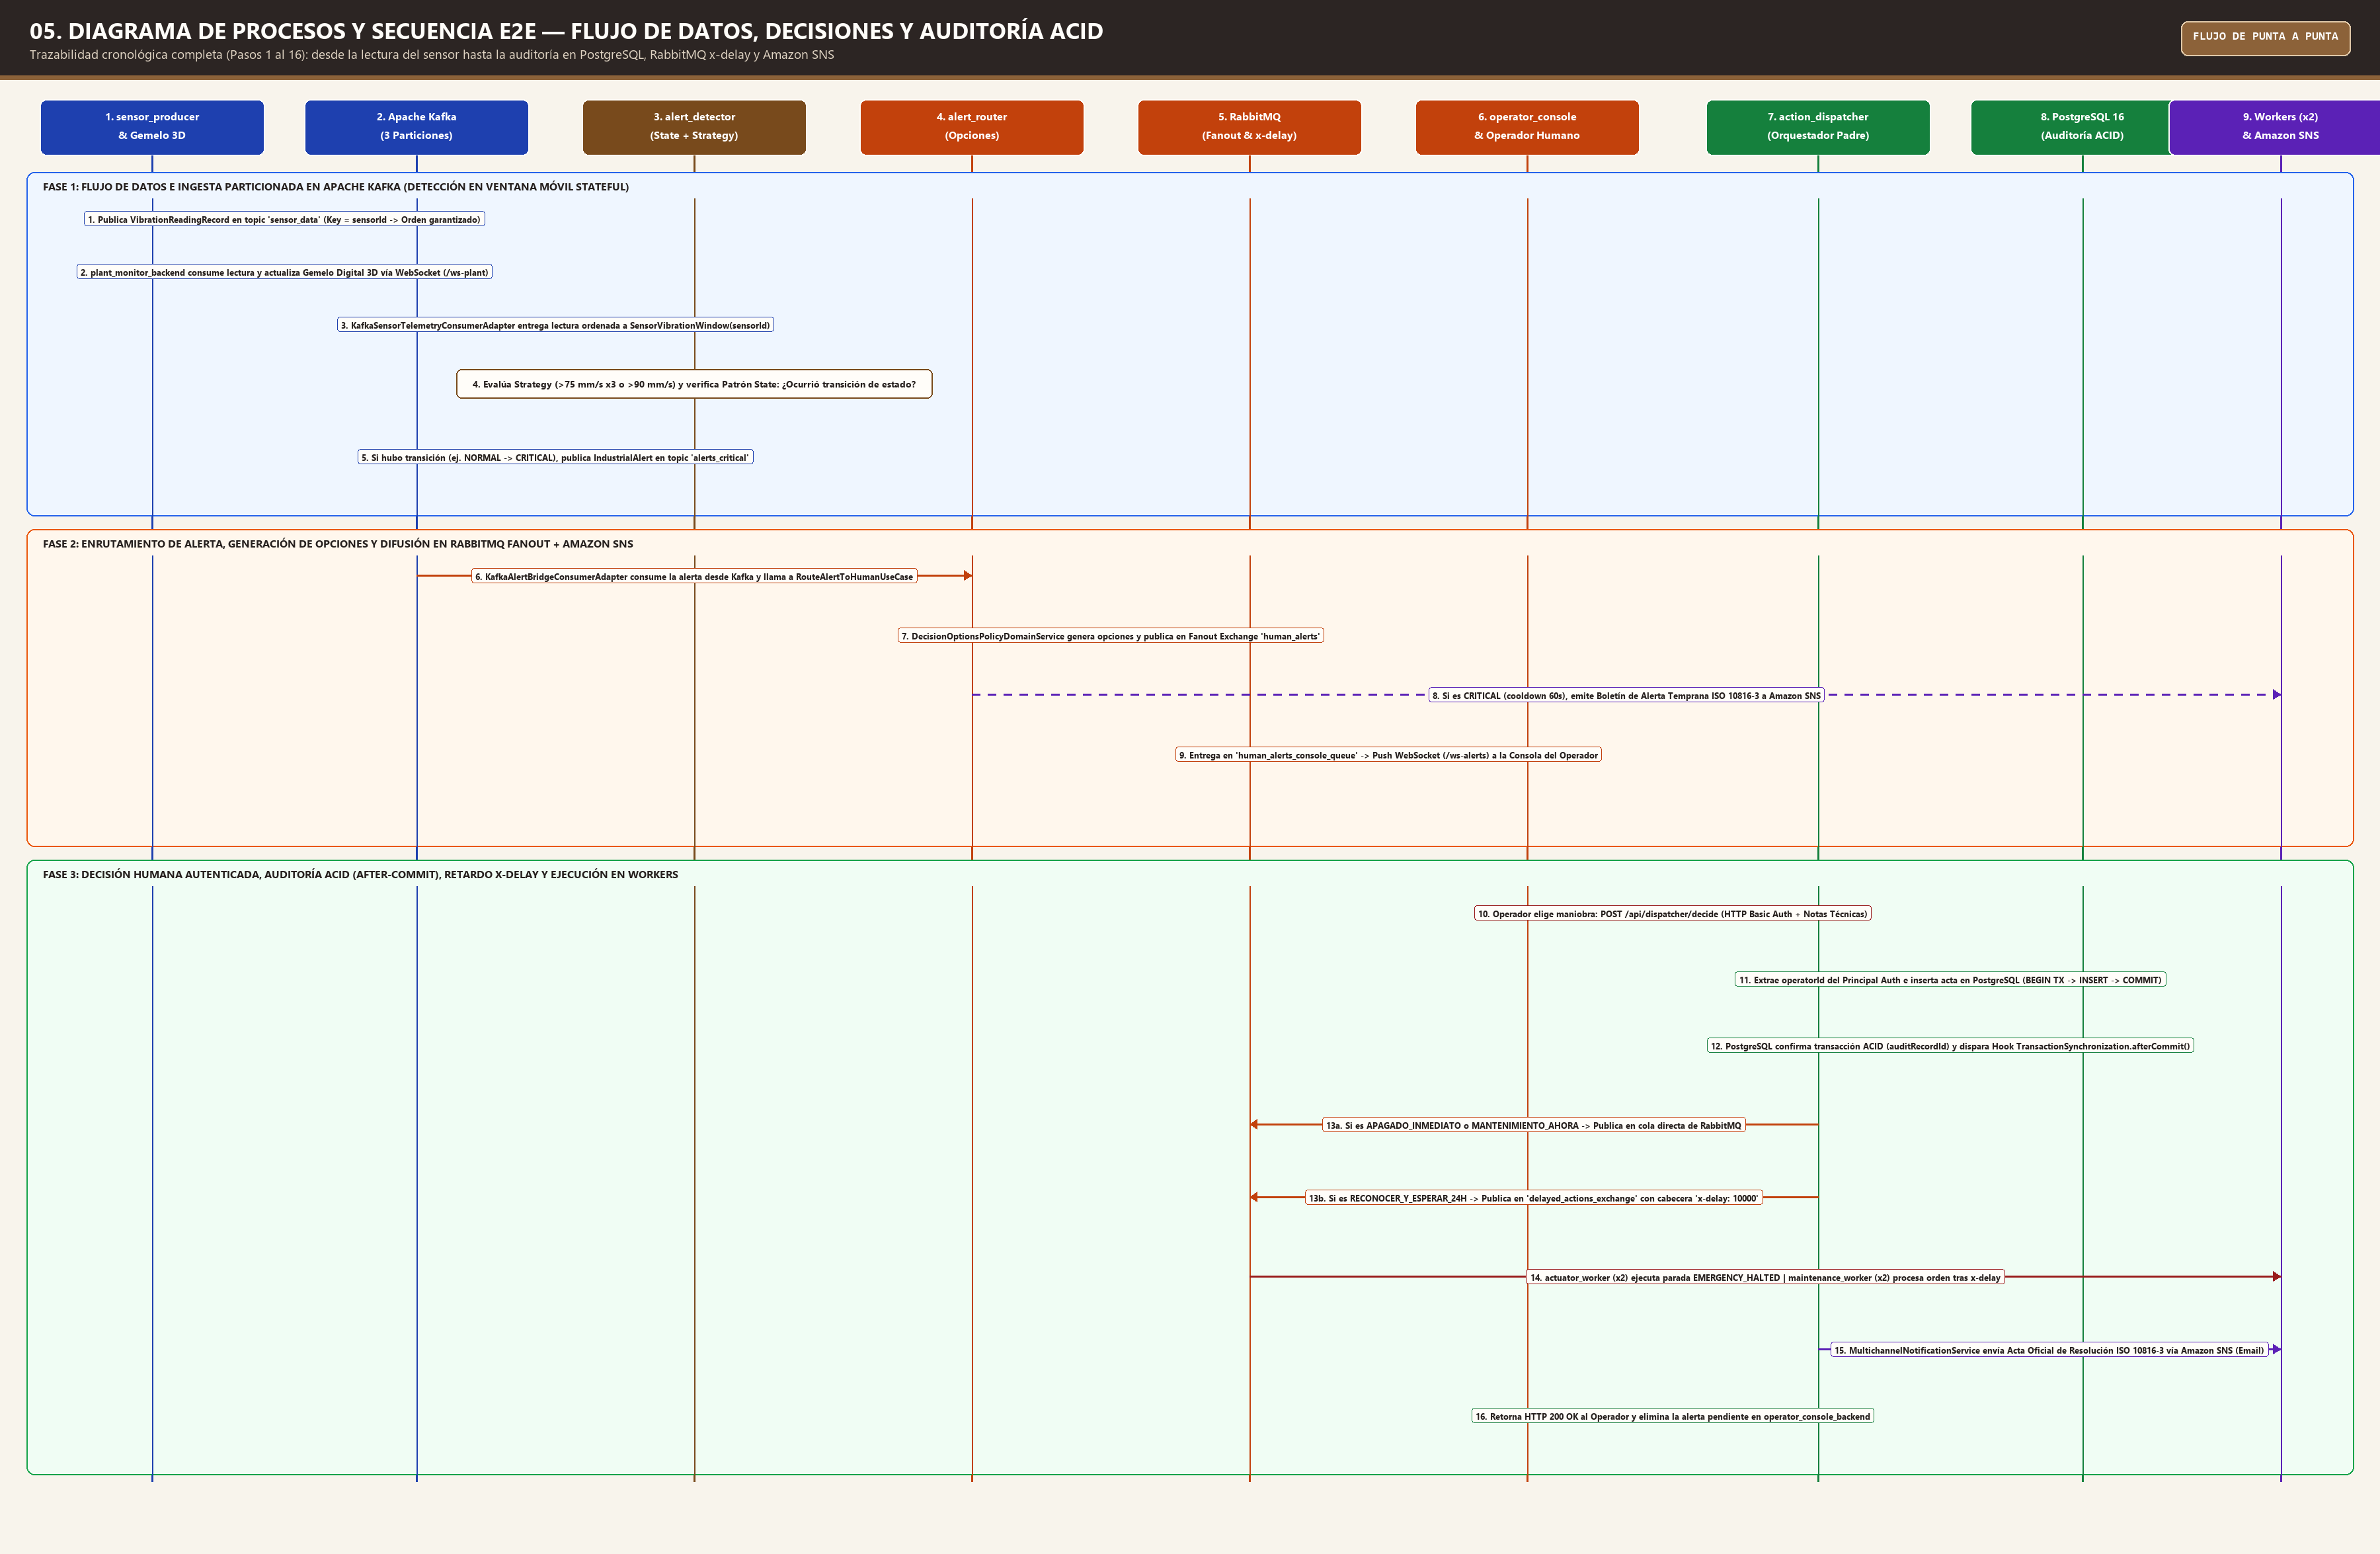 05. DIAGRAMA DE PROCESOS Y SECUENCIA E2E — FLUJO DE DATOS, DECISIONES Y AUDITORÍA ACID
Trazabilidad cronológica completa (Pasos 1 al 16): desde la lectura del sensor hasta la auditoría en PostgreSQL, RabbitMQ x-delay y Amazon SNS
FLUJO DE PUNTA A PUNTA
1. sensor_producer
& Gemelo 3D
2. Apache Kafka
(3 Particiones)
3. alert_detector
(State + Strategy)
4. alert_router
(Opciones)
5. RabbitMQ
(Fanout & x-delay)
6. operator_console
& Operador Humano
7. action_dispatcher
(Orquestador Padre)
8. PostgreSQL 16
(Auditoría ACID)
9. Workers (x2)
& Amazon SNS
FASE 1: FLUJO DE DATOS E INGESTA PARTICIONADA EN APACHE KAFKA (DETECCIÓN EN VENTANA MÓVIL STATEFUL)
1. Publica VibrationReadingRecord en topic 'sensor_data' (Key = sensorId -> Orden garantizado)
2. plant_monitor_backend consume lectura y actualiza Gemelo Digital 3D vía WebSocket (/ws-plant)
3. KafkaSensorTelemetryConsumerAdapter entrega lectura ordenada a SensorVibrationWindow(sensorId)
4. Evalúa Strategy (>75 mm/s x3 o >90 mm/s) y verifica Patrón State: ¿Ocurrió transición de estado?
5. Si hubo transición (ej. NORMAL -> CRITICAL), publica IndustrialAlert en topic 'alerts_critical'
FASE 2: ENRUTAMIENTO DE ALERTA, GENERACIÓN DE OPCIONES Y DIFUSIÓN EN RABBITMQ FANOUT + AMAZON SNS
6. KafkaAlertBridgeConsumerAdapter consume la alerta desde Kafka y llama a RouteAlertToHumanUseCase
7. DecisionOptionsPolicyDomainService genera opciones y publica en Fanout Exchange 'human_alerts'
8. Si es CRITICAL (cooldown 60s), emite Boletín de Alerta Temprana ISO 10816-3 a Amazon SNS
9. Entrega en 'human_alerts_console_queue' -> Push WebSocket (/ws-alerts) a la Consola del Operador
FASE 3: DECISIÓN HUMANA AUTENTICADA, AUDITORÍA ACID (AFTER-COMMIT), RETARDO X-DELAY Y EJECUCIÓN EN WORKERS
10. Operador elige maniobra: POST /api/dispatcher/decide (HTTP Basic Auth + Notas Técnicas)
11. Extrae operatorId del Principal Auth e inserta acta en PostgreSQL (BEGIN TX -> INSERT -> COMMIT)
12. PostgreSQL confirma transacción ACID (auditRecordId) y dispara Hook TransactionSynchronization.afterCommit()
13a. Si es APAGADO_INMEDIATO o MANTENIMIENTO_AHORA -> Publica en cola directa de RabbitMQ
13b. Si es RECONOCER_Y_ESPERAR_24H -> Publica en 'delayed_actions_exchange' con cabecera 'x-delay: 10000'
14. actuator_worker (x2) ejecuta parada EMERGENCY_HALTED | maintenance_worker (x2) procesa orden tras x-delay
15. MultichannelNotificationService envía Acta Oficial de Resolución ISO 10816-3 vía Amazon SNS (Email)
16. Retorna HTTP 200 OK al Operador y elimina la alerta pendiente en operator_console_backend